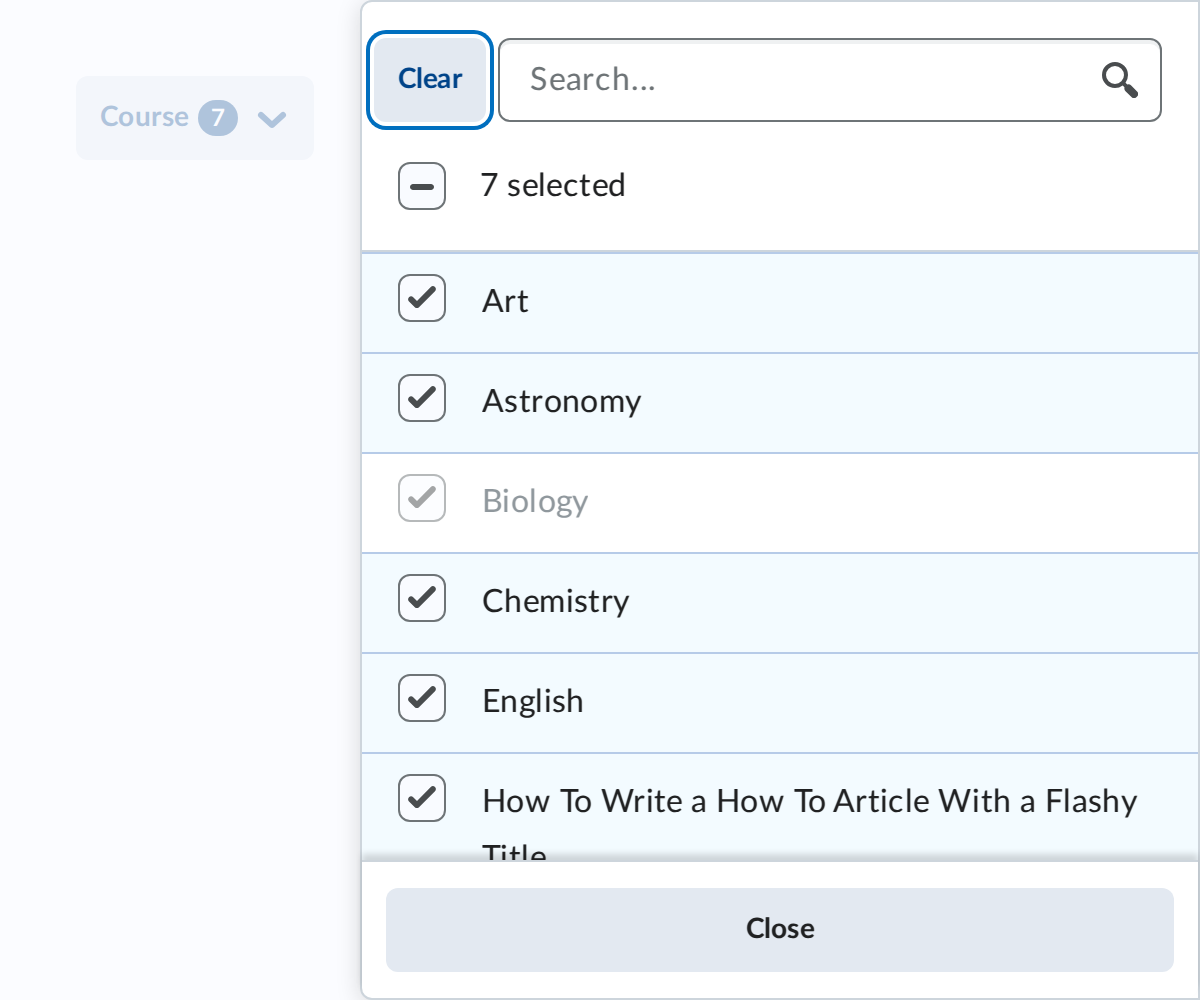 Course 7
Clear
Search...
7 selected
Art
Astronomy
Biology
Chemistry
English
How To Write a How To Article With a Flashy
Title
Close